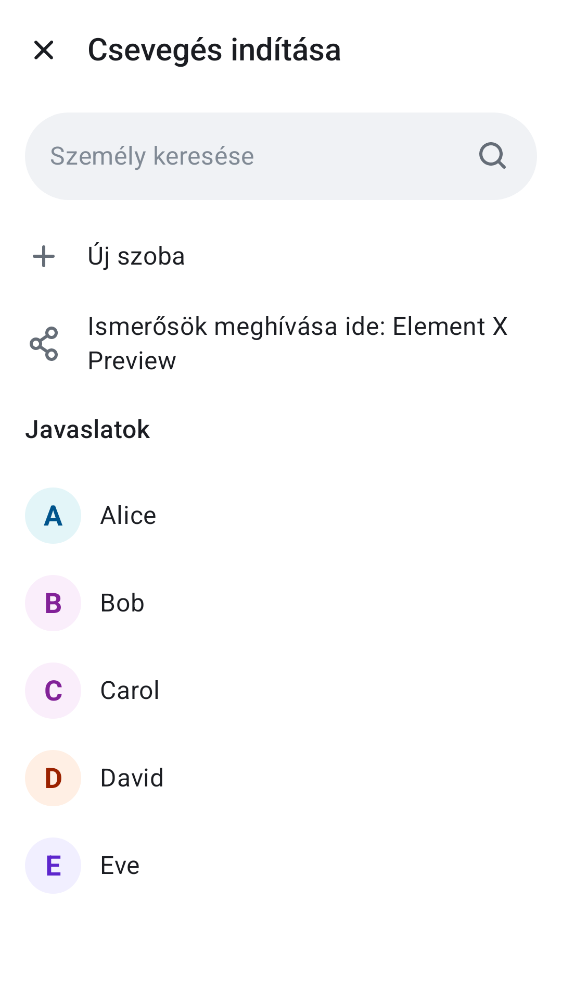 Csevegés indítása
Személy keresése
Új szoba
Ismerősök meghívása ide: Element X
Preview
Javaslatok
A Alice
B Bob
C Carol
D David
E Eve